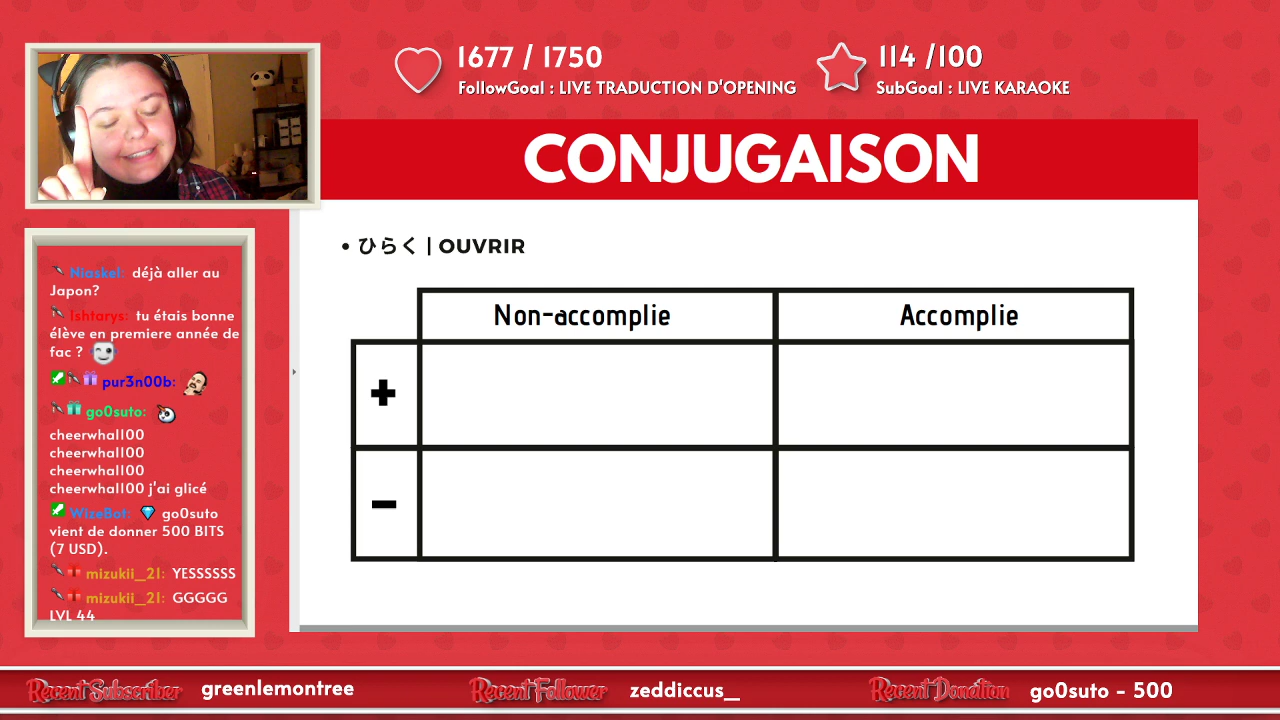 1677 / 1750
FollowGoal : LIVE TRADUCTION D'OPENING
114 /100
SubGoal : LIVE KARAOKE
CONJUGAISON
• ひらく | OUVRIR
Non-accomplie
Accomplie
+
−
Niaskel: déjà aller au
Japon?
Ishtarys: tu étais bonne
élève en premiere année de
fac ?
pur3n00b:
go0suto:
cheerwhal100
cheerwhal100
cheerwhal100
cheerwhal100 j'ai glicé
WizeBot: go0suto
vient de donner 500 BITS
(7 USD).
mizukii_21: YESSSSSS
mizukii_21: GGGGG
LVL 44
Recent Subscriber greenlemontree
Recent Follower zeddiccus_
Recent Donation go0suto - 500